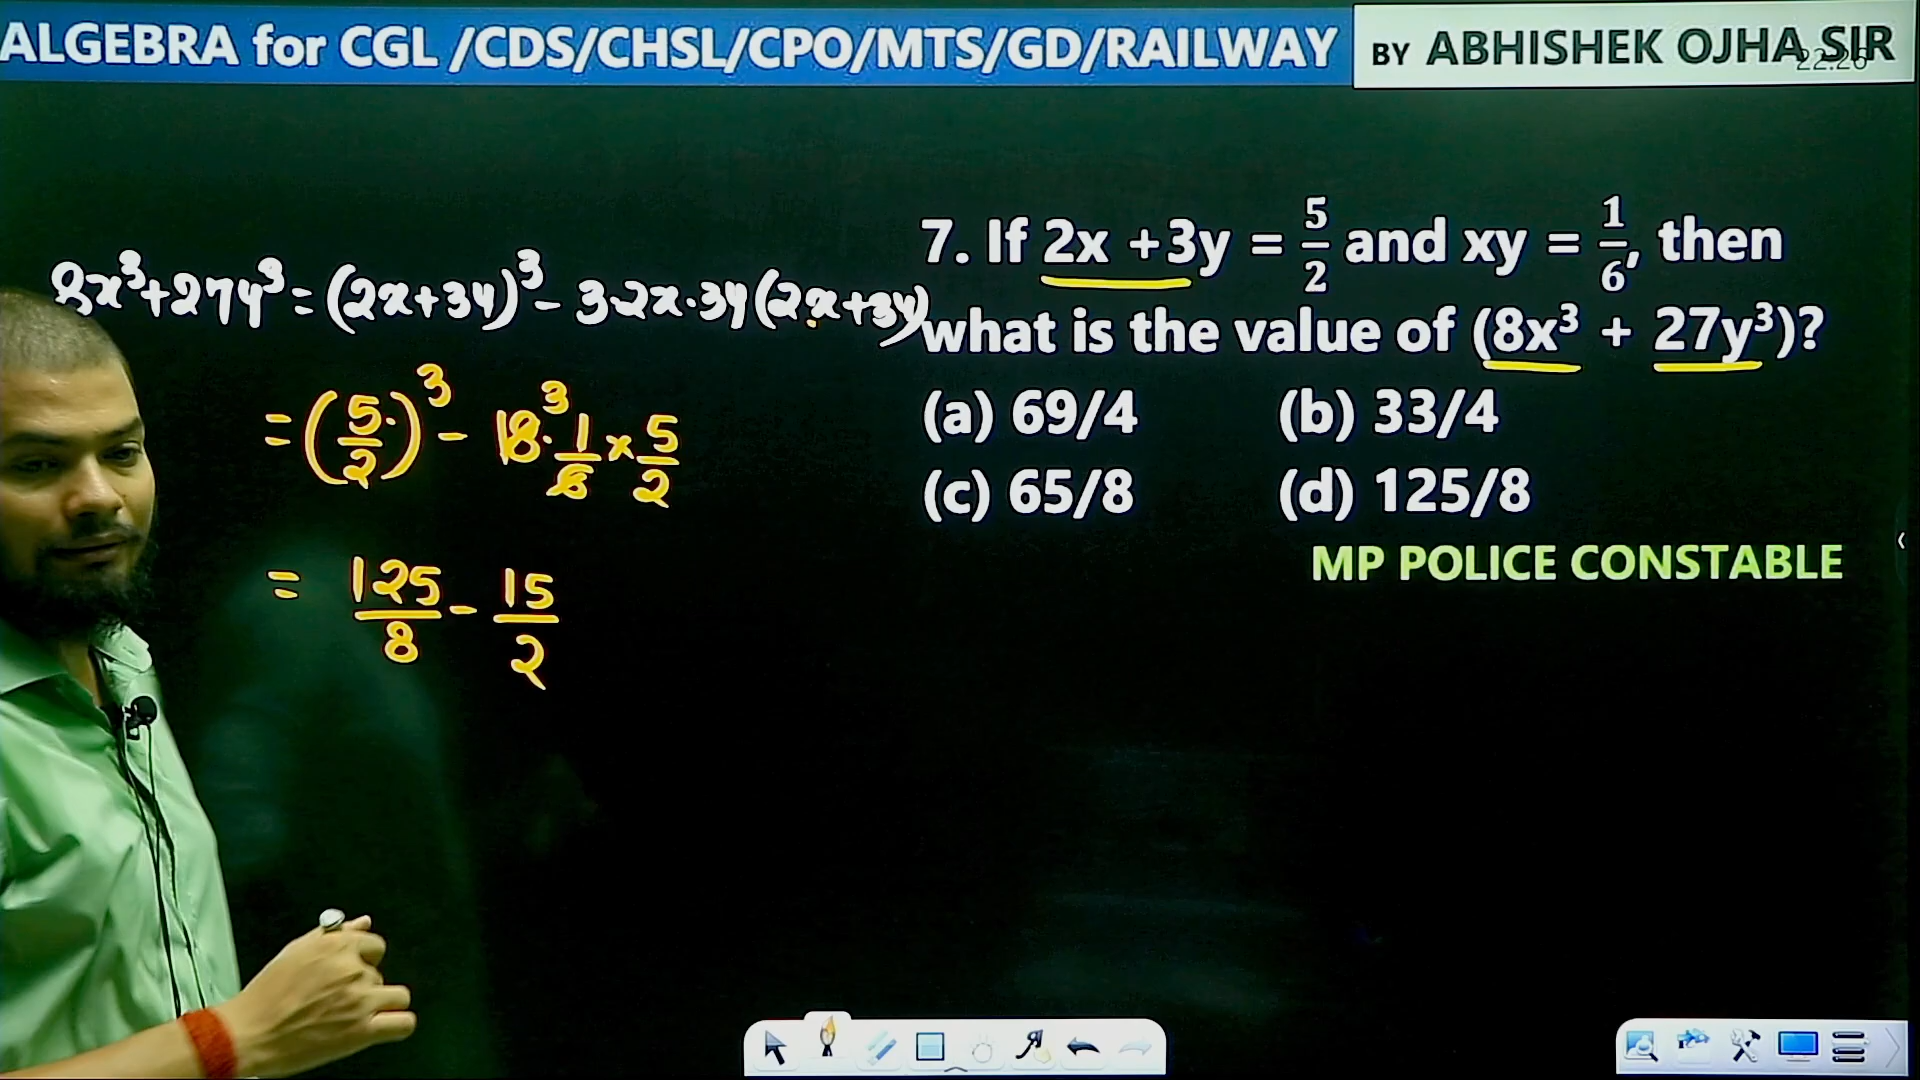 ALGEBRA for CGL /CDS/CHSL/CPO/MTS/GD/RAILWAY BY ABHISHEK OJHA SIR
22:26
7. If 2x +3y = 5/2 and xy = 1/6, then
what is the value of (8x³ + 27y³)?
(a) 69/4 (b) 33/4
(c) 65/8 (d) 125/8
MP POLICE CONSTABLE
8x³+27y³ = (2x+3y)³ - 3·2x·3y(2x+3y)
= (5/2)³ - 18·³ 1/6 × 5/2
= 125/8 - 15/2